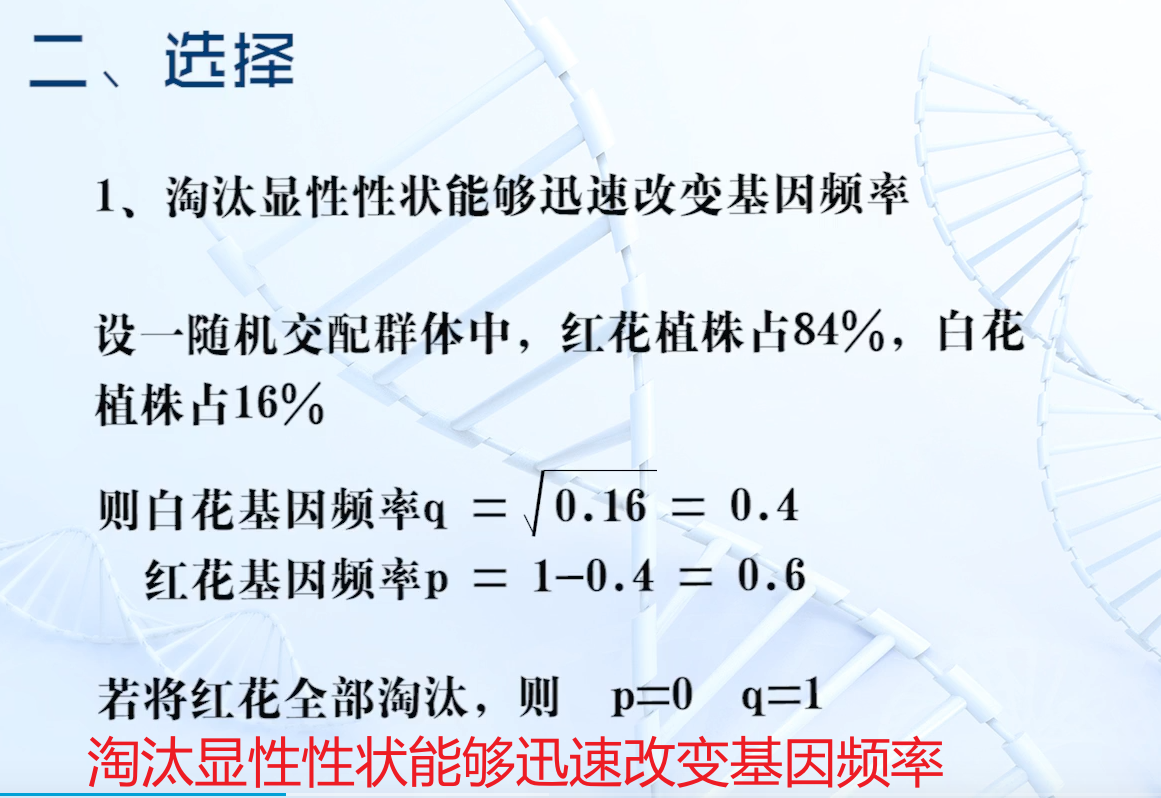 二、选择
1、淘汰显性性状能够迅速改变基因频率
设一随机交配群体中，红花植株占84%，白花
植株占16%
则白花基因频率q = √0.16 = 0.4
红花基因频率p = 1-0.4 = 0.6
若将红花全部淘汰，则 p=0 q=1
淘汰显性性状能够迅速改变基因频率